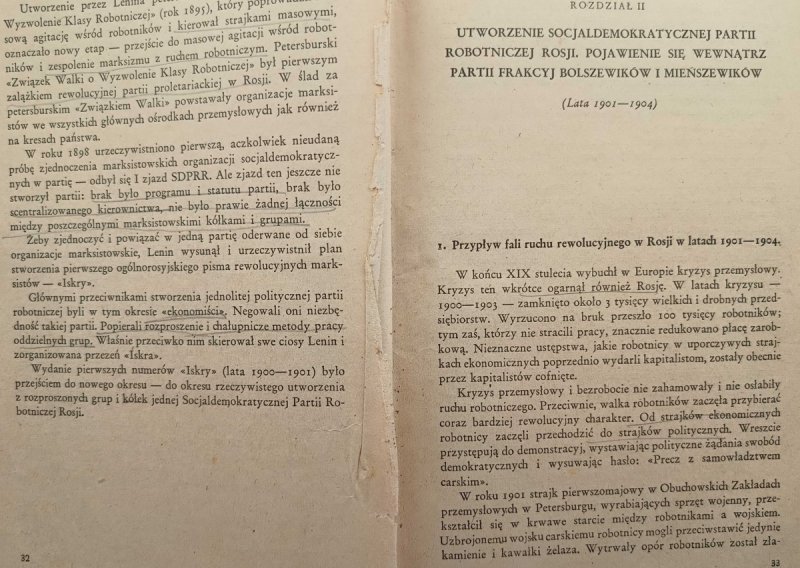 Utworzenie przez Lenina
Wyzwolenie Klasy Robotniczej» (rok 1895), który
sową agitację wśród robotników i kierował strajkami masowymi,
oznaczało nowy etap — przejście do masowej agitacji wśród robot-
ników i zespolenie marksizmu z ruchem robotniczym. Petersburski
«Związek Walki o Wyzwolenie Klasy Robotniczej» był pierwszym
zalążkiem rewolucyjnej partii proletariackiej w Rosji. W ślad za
petersburskim «Związkiem Walki» powstawały organizacje marksi-
stów we wszystkich głównych ośrodkach przemysłowych jak również
na kresach państwa.
W roku 1898 urzeczywistniono pierwszą, aczkolwiek nieudaną
próbę zjednoczenia marksistowskich organizacji socjaldemokratycz-
nych w partię — odbył się I zjazd SDPRR. Ale zjazd ten jeszcze nie
stworzył partii: brak było programu i statutu partii, brak było
scentralizowanego kierownictwa, nie było prawie żadnej łączności
między poszczególnymi marksistowskimi kółkami i grupami.
Żeby zjednoczyć i powiązać w jedną partię oderwane od siebie
organizacje marksistowskie, Lenin wysunął i urzeczywistnił plan
stworzenia pierwszego ogólnorosyjskiego pisma rewolucyjnych mark-
sistów — «Iskry».
Głównymi przeciwnikami stworzenia jednolitej politycznej partii
robotniczej byli w tym okresie «ekonomiści». Negowali oni niezbę-
dność takiej partii. Popierali rozproszenie i chałupnicze metody pracy
oddzielnych grup. Właśnie przeciwko nim skierował swe ciosy Lenin i
zorganizowana przezeń «Iskra».
Wydanie pierwszych numerów «Iskry» (lata 1900—1901) było
przejściem do nowego okresu — do okresu rzeczywistego utworzenia
z rozproszonych grup i kółek jednej Socjaldemokratycznej Partii Ro-
botniczej Rosji.
32
ROZDZIAŁ II
UTWORZENIE SOCJALDEMOKRATYCZNEJ PARTII
ROBOTNICZEJ ROSJI. POJAWIENIE SIĘ WEWNĄTRZ
PARTII FRAKCYJ BOLSZEWIKÓW I MIEŃSZEWIKÓW
(Lata 1901—1904)
1. Przypływ fali ruchu rewolucyjnego w Rosji w latach 1901—1904.
W końcu XIX stulecia wybuchł w Europie kryzys przemysłowy.
Kryzys ten wkrótce ogarnął również Rosję. W latach kryzysu —
1900—1903 — zamknięto około 3 tysięcy wielkich i drobnych przed-
siębiorstw. Wyrzucono na bruk przeszło 100 tysięcy robotników;
tym zaś, którzy nie stracili pracy, znacznie redukowano płacę zarob-
kową. Nieznaczne ustępstwa, jakie robotnicy w uporczywych straj-
kach ekonomicznych poprzednio wydarli kapitalistom, zostały obecnie
przez kapitalistów cofnięte.
Kryzys przemysłowy i bezrobocie nie zahamowały i nie osłabiły
ruchu robotniczego. Przeciwnie, walka robotników zaczęła przybierać
coraz bardziej rewolucyjny charakter. Od strajków ekonomicznych
robotnicy zaczęli przechodzić do strajków politycznych. Wreszcie
przystępują do demonstracyj, wystawiając polityczne żądania swobód
demokratycznych i wysuwając hasło: «Precz z samowładztwem
carskim».
W roku 1901 strajk pierwszomajowy w Obuchowskich Zakładach
przemysłowych w Petersburgu, wyrabiających sprzęt wojenny, prze-
kształcił się w krwawe starcie między robotnikami a wojskiem.
Uzbrojonemu wojsku carskiemu robotnicy mogli przeciwstawić jedynie
kamienie i kawałki żelaza. Wytrwały opór robotników został zła-
33